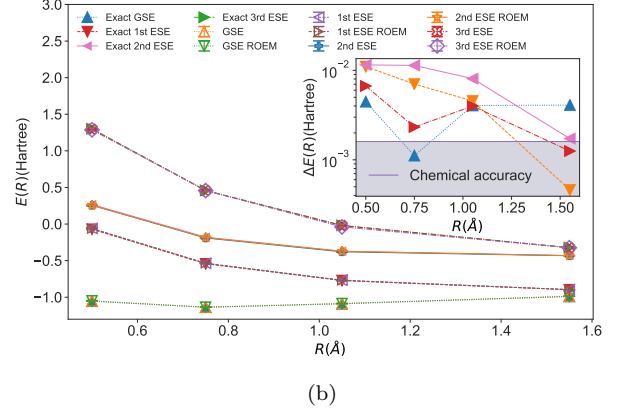 Exact GSE Exact 3rd ESE 1st ESE 2nd ESE ROEM
Exact 1st ESE GSE 1st ESE ROEM 3rd ESE
Exact 2nd ESE GSE ROEM 2nd ESE 3rd ESE ROEM
3.0
2.5
2.0
1.5
1.0
0.5
0.0
−0.5
−1.0
E(R)(Hartree)
10⁻²
10⁻³
ΔE(R)(Hartree)
Chemical accuracy
0.50 0.75 1.00 1.25 1.50
R(Å)
0.6 0.8 1.0 1.2 1.4 1.6
R(Å)
(b)